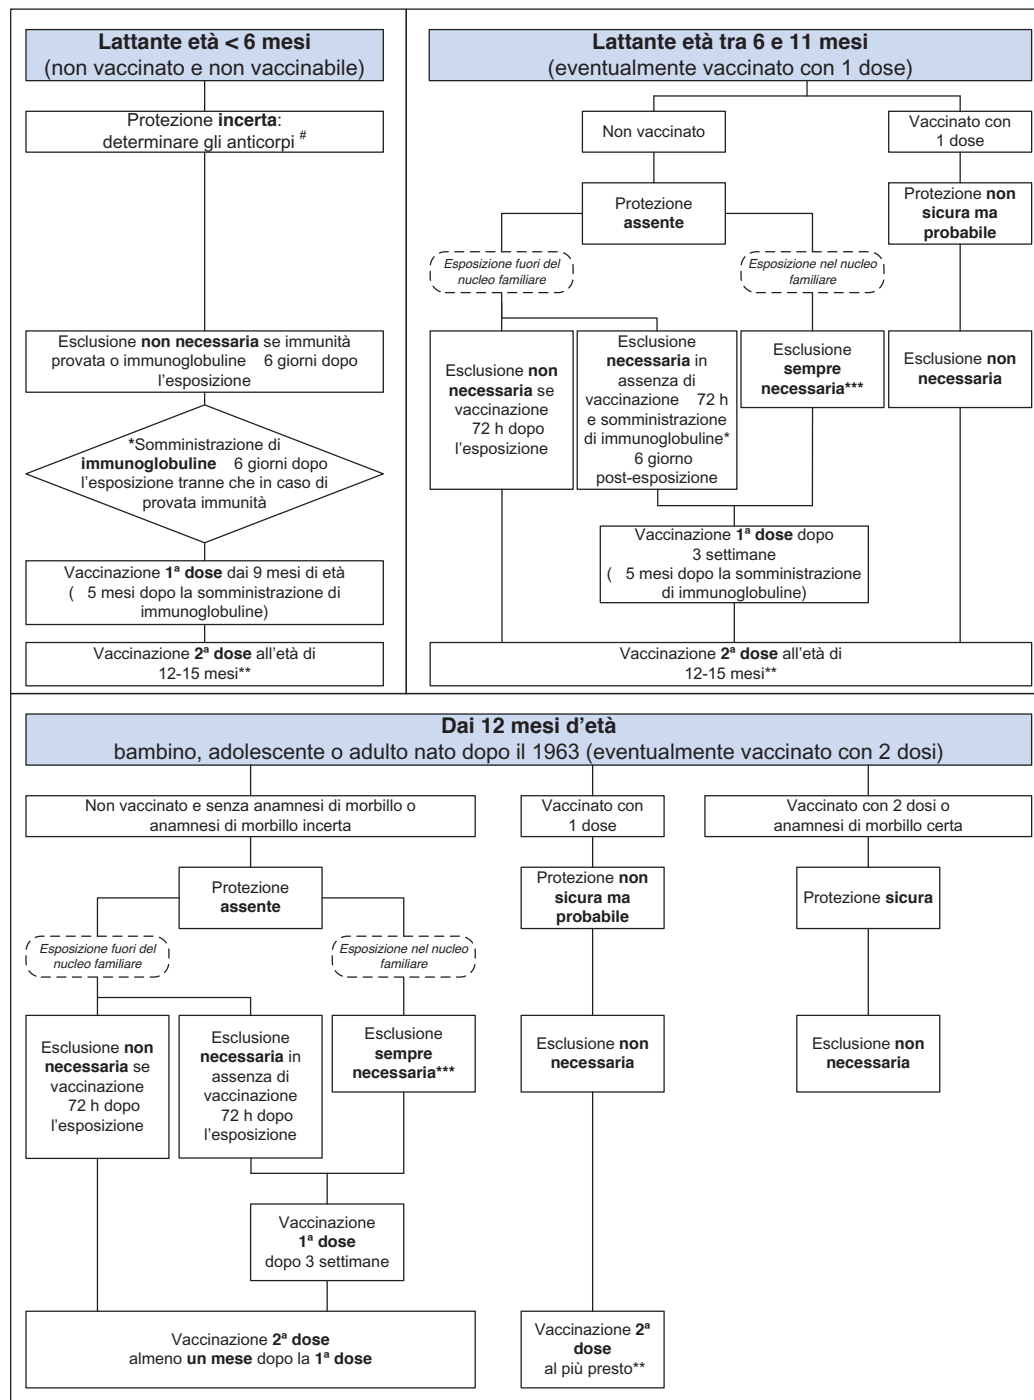 Lattante età < 6 mesi
(non vaccinato e non vaccinabile)
Protezione incerta:
determinare gli anticorpi #
Esclusione non necessaria se immunità
provata o immunoglobuline 6 giorni dopo
l'esposizione
*Somministrazione di
immunoglobuline 6 giorni dopo
l'esposizione tranne che in caso di
provata immunità
Vaccinazione 1ª dose dai 9 mesi di età
( 5 mesi dopo la somministrazione di
immunoglobuline)
Vaccinazione 2ª dose all'età di
12-15 mesi**
Lattante età tra 6 e 11 mesi
(eventualmente vaccinato con 1 dose)
Non vaccinato
Vaccinato con
1 dose
Protezione
assente
Protezione non
sicura ma
probabile
Esposizione fuori del
nucleo familiare
Esposizione nel nucleo
familiare
Esclusione non
necessaria se
vaccinazione
72 h dopo
l'esposizione
Esclusione
necessaria in
assenza di
vaccinazione 72 h
e somministrazione
di immunoglobuline*
6 giorno
post-esposizione
Esclusione
sempre
necessaria***
Esclusione non
necessaria
Vaccinazione 1ª dose dopo
3 settimane
( 5 mesi dopo la somministrazione
di immunoglobuline)
Vaccinazione 2ª dose all'età di
12-15 mesi**
Dai 12 mesi d'età
bambino, adolescente o adulto nato dopo il 1963 (eventualmente vaccinato con 2 dosi)
Non vaccinato e senza anamnesi di morbillo o
anamnesi di morbillo incerta
Vaccinato con
1 dose
Vaccinato con 2 dosi o
anamnesi di morbillo certa
Protezione
assente
Protezione non
sicura ma
probabile
Protezione sicura
Esposizione fuori del
nucleo familiare
Esposizione nel nucleo
familiare
Esclusione non
necessaria se
vaccinazione
72 h dopo
l'esposizione
Esclusione
necessaria in
assenza di
vaccinazione
72 h dopo
l'esposizione
Esclusione
sempre
necessaria***
Esclusione non
necessaria
Esclusione non
necessaria
Vaccinazione
1ª dose
dopo 3 settimane
Vaccinazione 2ª dose
almeno un mese dopo la 1ª dose
Vaccinazione 2ª
dose
al più presto**